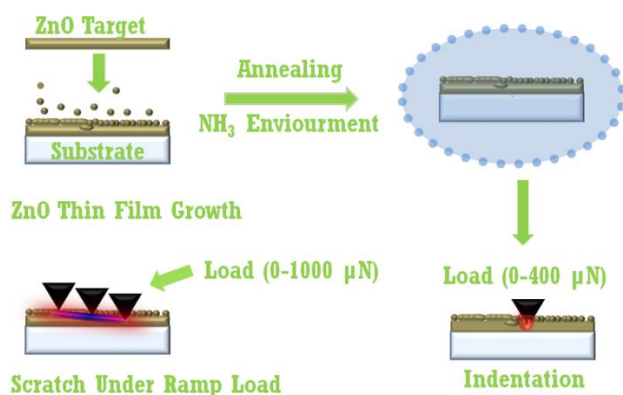 ZnO Target
Annealing
NH₃ Enviourment
Substrate
ZnO Thin Film Growth
Load (0-1000 µN)
Load (0-400 µN)
Scratch Under Ramp Load
Indentation